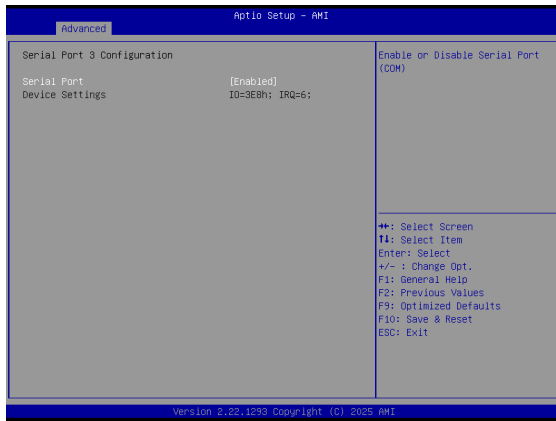 Aptio Setup - AMI
Advanced
Serial Port 3 Configuration
Serial Port [Enabled]
Device Settings IO=3E8h; IRQ=6;
Enable or Disable Serial Port
(COM)
→←: Select Screen
↑↓: Select Item
Enter: Select
+/- : Change Opt.
F1: General Help
F2: Previous Values
F9: Optimized Defaults
F10: Save & Reset
ESC: Exit
Version 2.22.1293 Copyright (C) 2025 AMI